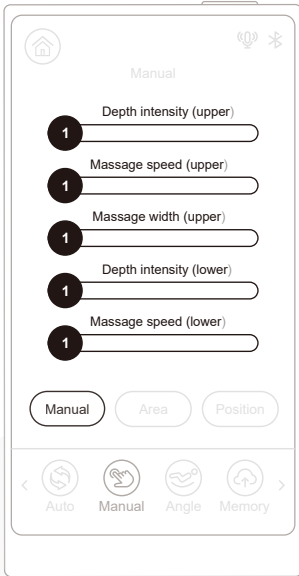 Manual
Depth intensity (upper)
1
Massage speed (upper)
1
Massage width (upper)
1
Depth intensity (lower)
1
Massage speed (lower)
1
Manual Area Position
< Auto Manual Angle Memory >